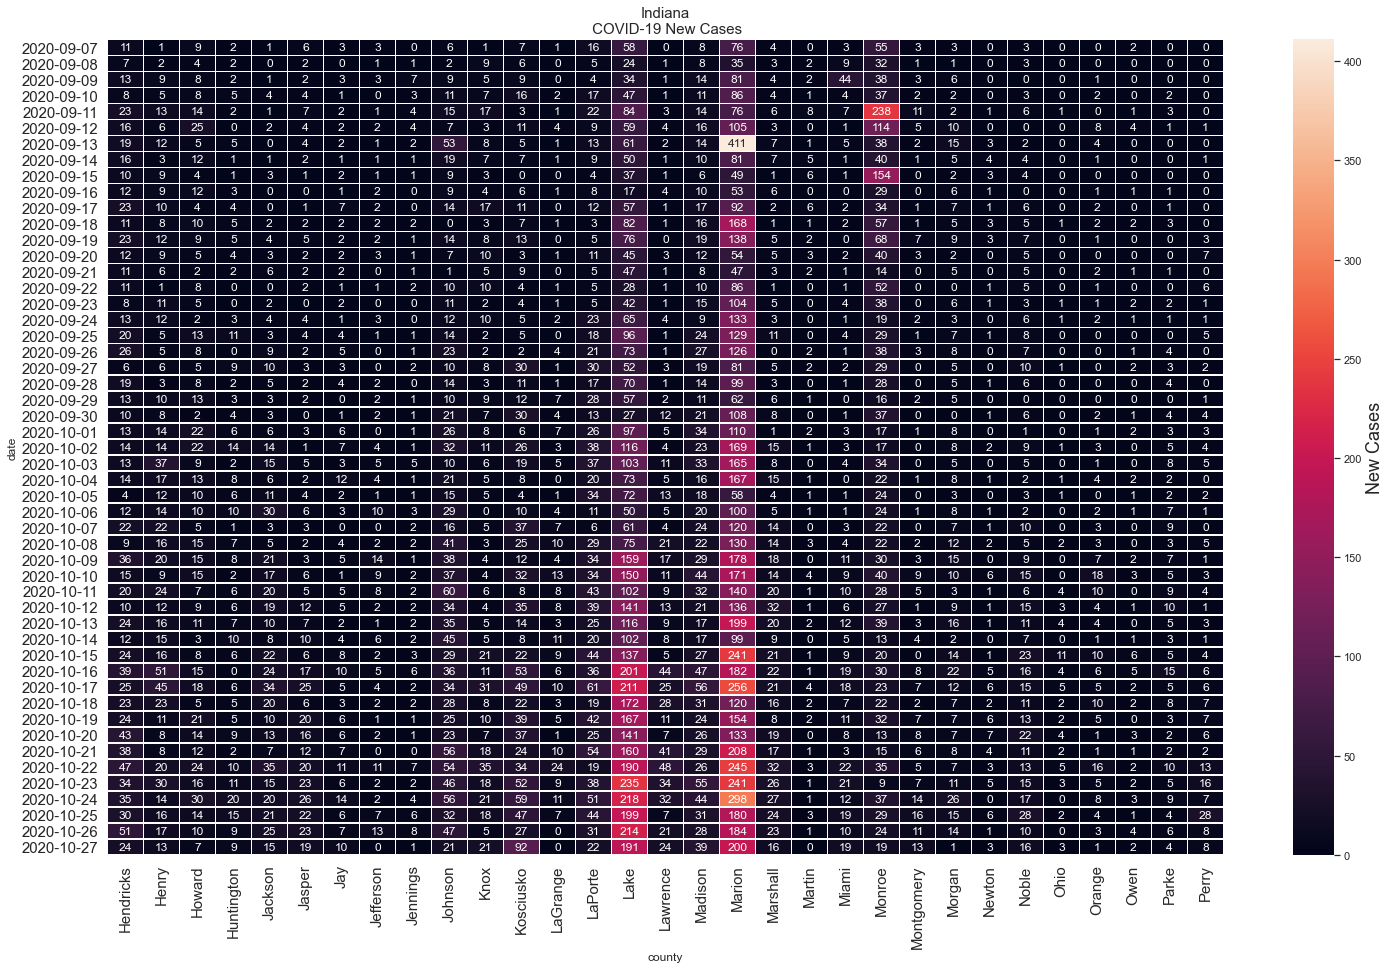 Indiana
COVID-19 New Cases
2020-09-07 11 1 9 2 1 6 3 3 0 6 1 7 1 16 58 0 8 76 4 0 3 55 3 3 0 3 0 0 2 0 0
2020-09-08 7 2 4 2 0 2 0 1 1 2 9 6 0 5 24 1 8 35 3 2 9 32 1 1 0 3 0 0 0 0 0
2020-09-09 13 9 8 2 1 2 3 3 7 9 5 9 0 4 34 1 14 81 4 2 44 38 3 6 0 0 0 1 0 0 0
2020-09-10 8 5 8 5 4 4 1 0 3 11 7 16 2 17 47 1 11 86 4 1 4 37 2 2 0 3 0 2 0 2 0
2020-09-11 23 13 14 2 1 7 2 1 4 15 17 3 1 22 84 3 14 76 6 8 7 238 11 2 1 6 1 0 1 3 0
2020-09-12 16 6 25 0 2 4 2 2 4 7 3 11 4 9 59 4 16 105 3 0 1 114 5 10 0 0 0 8 4 1 1
2020-09-13 19 12 5 5 0 4 2 1 2 53 8 5 1 13 61 2 14 411 7 1 5 38 2 15 3 2 0 4 0 0 0
2020-09-14 16 3 12 1 1 2 1 1 1 19 7 7 1 9 50 1 10 81 7 5 1 40 1 5 4 4 0 1 0 0 1
2020-09-15 10 9 4 1 3 1 2 1 1 9 3 0 0 4 37 1 6 49 1 6 1 154 0 2 3 4 0 0 0 0 0
2020-09-16 12 9 12 3 0 0 1 2 0 9 4 6 1 8 17 4 10 53 6 0 0 29 0 6 1 0 0 1 1 1 0
2020-09-17 23 10 4 4 0 1 7 2 0 14 17 11 0 12 57 1 17 92 2 6 2 34 1 7 1 6 0 2 0 1 0
2020-09-18 11 8 10 5 2 2 2 2 2 0 3 7 1 3 82 1 16 168 1 1 2 57 1 5 3 5 1 2 2 3 0
2020-09-19 23 12 9 5 4 5 2 2 1 14 8 13 0 5 76 0 19 138 5 2 0 68 7 9 3 7 0 1 0 0 3
2020-09-20 12 9 5 4 3 2 2 3 1 7 10 3 1 11 45 3 12 54 5 3 2 40 3 2 0 5 0 0 0 0 7
2020-09-21 11 6 2 2 6 2 2 0 1 1 5 9 0 5 47 1 8 47 3 2 1 14 0 5 0 5 0 2 1 1 0
2020-09-22 11 1 8 0 0 2 1 1 2 10 10 4 1 5 28 1 10 86 1 0 1 52 0 0 1 5 0 1 0 0 6
2020-09-23 8 11 5 0 2 0 2 0 0 11 2 4 1 5 42 1 15 104 5 0 4 38 0 6 1 3 1 1 2 2 1
2020-09-24 13 12 2 3 4 4 1 3 0 12 10 5 2 23 65 4 9 133 3 0 1 19 2 3 0 6 1 2 1 1 1
2020-09-25 20 5 13 11 3 4 4 1 1 14 2 5 0 18 96 1 24 129 11 0 4 29 1 7 1 8 0 0 0 0 5
2020-09-26 26 5 8 0 9 2 5 0 1 23 2 2 4 21 73 1 27 126 0 2 1 38 3 8 0 7 0 0 1 4 0
2020-09-27 6 6 5 9 10 3 3 0 2 10 8 30 1 30 52 3 19 81 5 2 2 29 0 5 0 10 1 0 2 3 2
2020-09-28 19 3 8 2 5 2 4 2 0 14 3 11 1 17 70 1 14 99 3 0 1 28 0 5 1 6 0 0 0 4 0
2020-09-29 13 10 13 3 3 2 0 2 1 10 9 12 7 28 57 2 11 62 6 1 0 16 2 5 0 0 0 0 0 0 1
2020-09-30 10 8 2 4 3 0 1 2 1 21 7 30 4 13 27 12 21 108 8 0 1 37 0 0 1 6 0 2 1 4 4
2020-10-01 13 14 22 6 6 3 6 0 1 26 8 6 7 26 97 5 34 110 1 2 3 17 1 8 0 1 0 1 2 3 3
2020-10-02 14 14 22 14 14 1 7 4 1 32 11 26 3 38 116 4 23 169 15 1 3 17 0 8 2 9 1 3 0 5 4
2020-10-03 13 37 9 2 15 5 3 5 5 10 6 19 5 37 103 11 33 165 8 0 4 34 0 5 0 5 0 1 0 8 5
2020-10-04 14 17 13 8 6 2 12 4 1 21 5 8 0 20 73 5 16 167 15 1 0 22 1 8 1 2 1 4 2 2 0
2020-10-05 4 12 10 6 11 4 2 1 1 15 5 4 1 34 72 13 18 58 4 1 1 24 0 3 0 3 1 0 1 2 2
2020-10-06 12 14 10 10 30 6 3 10 3 29 0 10 4 11 50 5 20 100 5 1 1 24 1 8 1 2 0 2 1 7 1
2020-10-07 22 22 5 1 3 3 0 0 2 16 5 37 7 6 61 4 24 120 14 0 3 22 0 7 1 10 0 3 0 9 0
2020-10-08 9 16 15 7 5 2 4 2 2 41 3 25 10 29 75 21 22 130 14 3 4 22 2 12 2 5 2 3 0 3 5
2020-10-09 36 20 15 8 21 3 5 14 1 38 4 12 4 34 159 17 29 178 18 0 11 30 3 15 0 9 0 7 2 7 1
2020-10-10 15 9 15 2 17 6 1 9 2 37 4 32 13 34 150 11 44 171 14 4 9 40 9 10 6 15 0 18 3 5 3
2020-10-11 20 24 7 6 20 5 5 8 2 60 6 8 8 43 102 9 32 140 20 1 10 28 5 3 1 6 4 10 0 9 4
2020-10-12 10 12 9 6 19 12 5 2 2 34 4 35 8 39 141 13 21 136 32 1 6 27 1 9 1 15 3 4 1 10 1
2020-10-13 24 16 11 7 10 7 2 1 2 35 5 14 3 25 116 9 17 199 20 2 12 39 3 16 1 11 4 4 0 5 3
2020-10-14 12 15 3 10 8 10 4 6 2 45 5 8 11 20 102 8 17 99 9 0 5 13 4 2 0 7 0 1 1 3 1
2020-10-15 24 16 8 6 22 6 8 2 3 29 21 22 9 44 137 5 27 241 21 1 9 20 0 14 1 23 11 10 6 5 4
2020-10-16 39 51 15 0 24 17 10 5 6 36 11 53 6 36 201 44 47 182 22 1 19 30 8 22 5 16 4 6 5 15 6
2020-10-17 25 45 18 6 34 25 5 4 2 34 31 49 10 61 211 25 56 256 21 4 18 23 7 12 6 15 5 5 2 5 6
2020-10-18 23 23 5 5 20 6 3 2 2 28 8 22 3 19 172 28 31 120 16 2 7 22 2 7 2 11 2 10 2 8 7
2020-10-19 24 11 21 5 10 20 6 1 1 25 10 39 5 42 167 11 24 154 8 2 11 32 7 7 6 13 2 5 0 3 7
2020-10-20 43 8 14 9 13 16 6 2 1 23 7 37 1 25 141 7 26 133 19 0 8 13 8 7 7 22 4 1 3 2 6
2020-10-21 38 8 12 2 7 12 7 0 0 56 18 24 10 54 160 41 29 208 17 1 3 15 6 8 4 11 2 1 1 2 2
2020-10-22 47 20 24 10 35 20 11 11 7 54 35 34 24 19 190 48 26 245 32 3 22 35 5 7 3 13 5 16 2 10 13
2020-10-23 34 30 16 11 15 23 6 2 2 46 18 52 9 38 235 34 55 241 26 1 21 9 7 11 5 15 3 5 2 5 16
2020-10-24 35 14 30 20 20 26 14 2 4 56 21 59 11 51 218 32 44 298 27 1 12 37 14 26 0 17 0 8 3 9 7
2020-10-25 30 16 14 15 21 22 6 7 6 32 18 47 7 44 199 7 31 180 24 3 19 29 16 15 6 28 2 4 1 4 28
2020-10-26 51 17 10 9 25 23 7 13 8 47 5 27 0 31 214 21 28 184 23 1 10 24 11 14 1 10 0 3 4 6 8
2020-10-27 24 13 7 9 15 19 10 0 1 21 21 92 0 22 191 24 39 200 16 0 19 19 13 1 3 16 3 1 2 4 8
date
Hendricks Henry Howard Huntington Jackson Jasper Jay Jefferson Jennings Johnson Knox Kosciusko LaGrange LaPorte Lake Lawrence Madison Marion Marshall Martin Miami Monroe Montgomery Morgan Newton Noble Ohio Orange Owen Parke Perry
county
400
350
300
250
200
150
100
50
0
New Cases